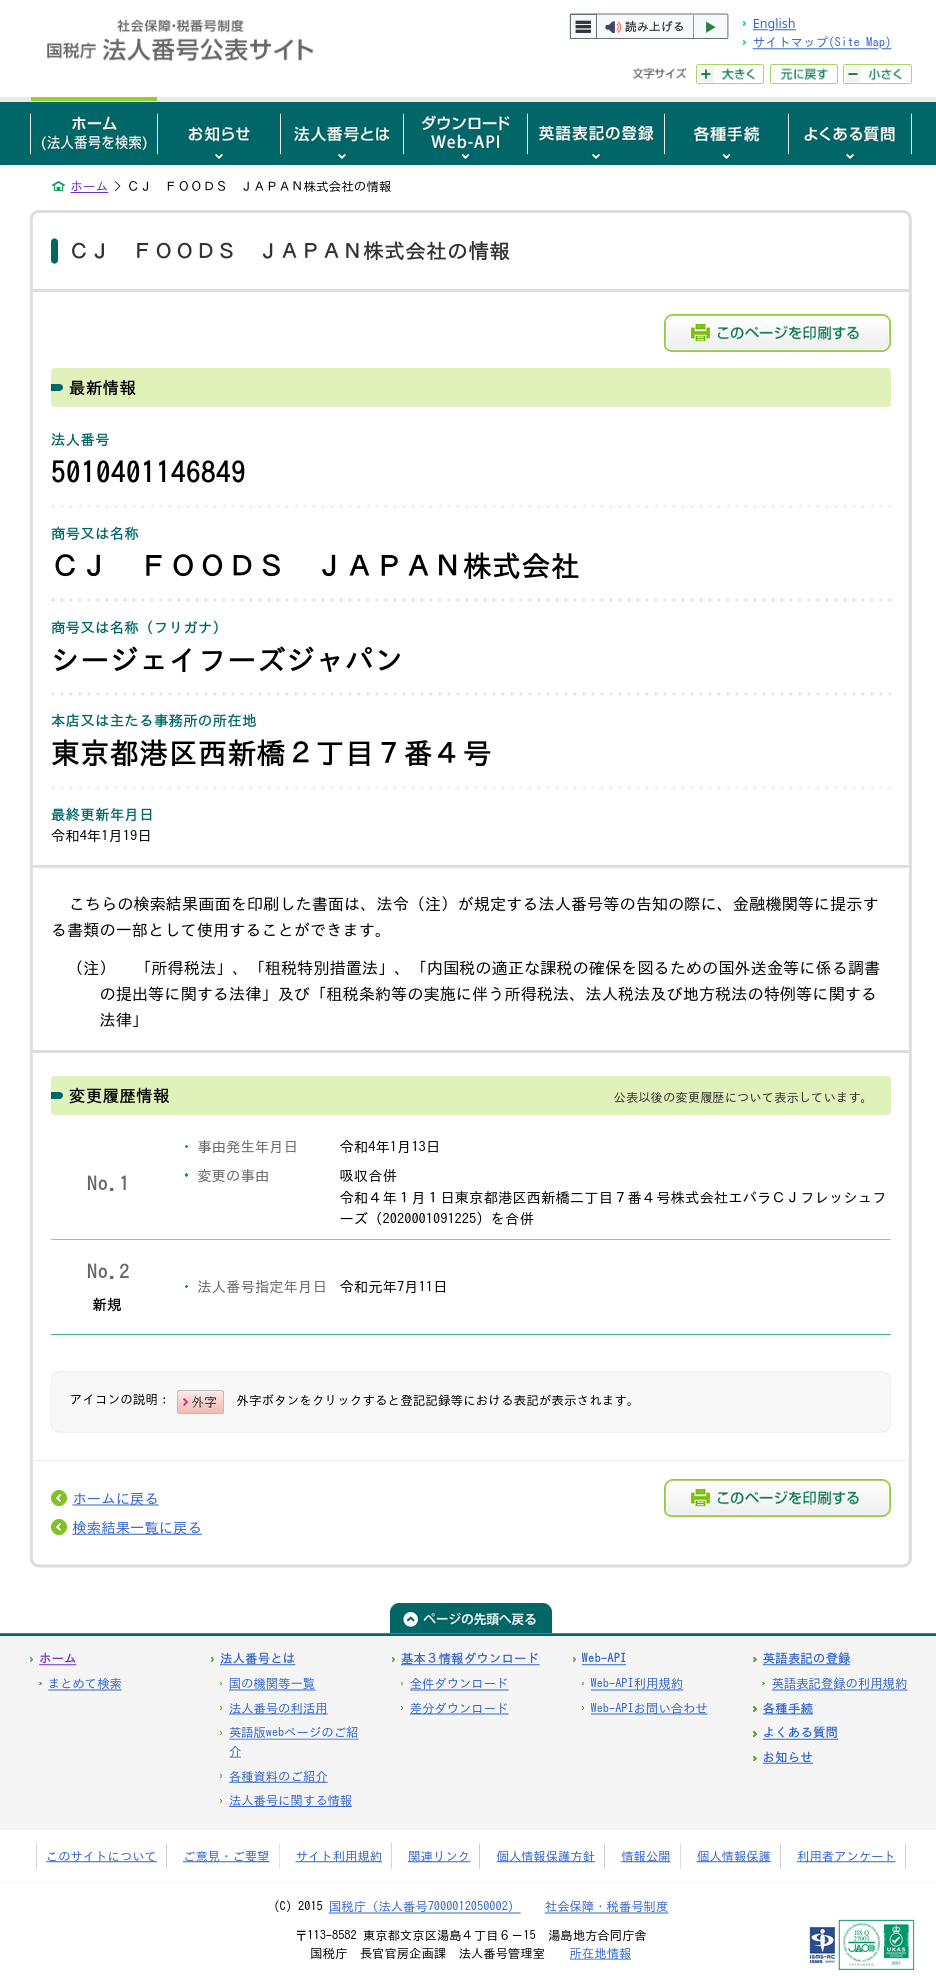 社会保障・税番号制度
国税庁 法人番号公表サイト
読み上げる
English
サイトマップ(Site Map)
文字サイズ ＋ 大きく 元に戻す － 小さく
ホーム
(法人番号を検索)
お知らせ
法人番号とは
ダウンロード
Web-API
英語表記の登録
各種手続
よくある質問
ホーム > ＣＪ　ＦＯＯＤＳ　ＪＡＰＡＮ株式会社の情報
ＣＪ　ＦＯＯＤＳ　ＪＡＰＡＮ株式会社の情報
このページを印刷する
最新情報
法人番号
5010401146849
商号又は名称
ＣＪ　ＦＯＯＤＳ　ＪＡＰＡＮ株式会社
商号又は名称（フリガナ）
シージェイフーズジャパン
本店又は主たる事務所の所在地
東京都港区西新橋２丁目７番４号
最終更新年月日
令和4年1月19日
こちらの検索結果画面を印刷した書面は、法令（注）が規定する法人番号等の告知の際に、金融機関等に提示す
る書類の一部として使用することができます。
（注）　「所得税法」、「租税特別措置法」、「内国税の適正な課税の確保を図るための国外送金等に係る調書
の提出等に関する法律」及び「租税条約等の実施に伴う所得税法、法人税法及び地方税法の特例等に関する
法律」
変更履歴情報
公表以後の変更履歴について表示しています。
No.1
事由発生年月日 令和4年1月13日
変更の事由 吸収合併
令和４年１月１日東京都港区西新橋二丁目７番４号株式会社エバラＣＪフレッシュフ
ーズ（2020001091225）を合併
No.2
新規
法人番号指定年月日 令和元年7月11日
アイコンの説明： 外字 外字ボタンをクリックすると登記記録等における表記が表示されます。
ホームに戻る
検索結果一覧に戻る
このページを印刷する
ページの先頭へ戻る
ホーム
まとめて検索
法人番号とは
国の機関等一覧
法人番号の利活用
英語版webページのご紹
介
各種資料のご紹介
法人番号に関する情報
基本３情報ダウンロード
全件ダウンロード
差分ダウンロード
Web-API
Web-API利用規約
Web-APIお問い合わせ
英語表記の登録
英語表記登録の利用規約
各種手続
よくある質問
お知らせ
このサイトについて
ご意見・ご要望
サイト利用規約
関連リンク
個人情報保護方針
情報公開
個人情報保護
利用者アンケート
(C) 2015 国税庁（法人番号7000012050002）　社会保障・税番号制度
〒113-8582 東京都文京区湯島４丁目６－15　湯島地方合同庁舎
国税庁　長官官房企画課　法人番号管理室　所在地情報